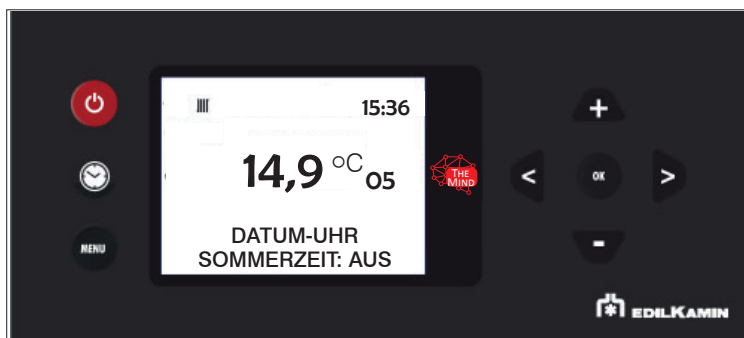 15:36
14,9 °C 05
THE
MIND
DATUM-UHR
SOMMERZEIT: AUS
MENU
+
< OK >
-
EDILKAMIN